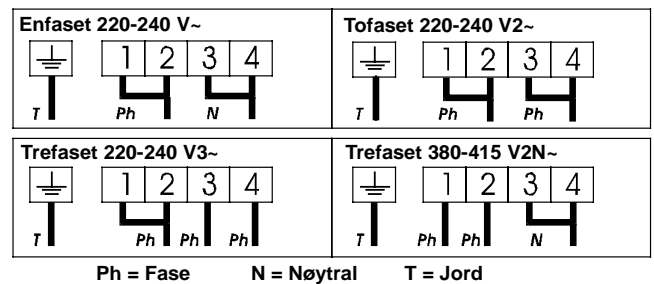 Enfaset 220-240 V~
1 2 3 4
T Ph N
Tofaset 220-240 V2~
1 2 3 4
T Ph Ph
Trefaset 220-240 V3~
1 2 3 4
T Ph Ph Ph
Trefaset 380-415 V2N~
1 2 3 4
T Ph Ph N
Ph = Fase N = Nøytral T = Jord